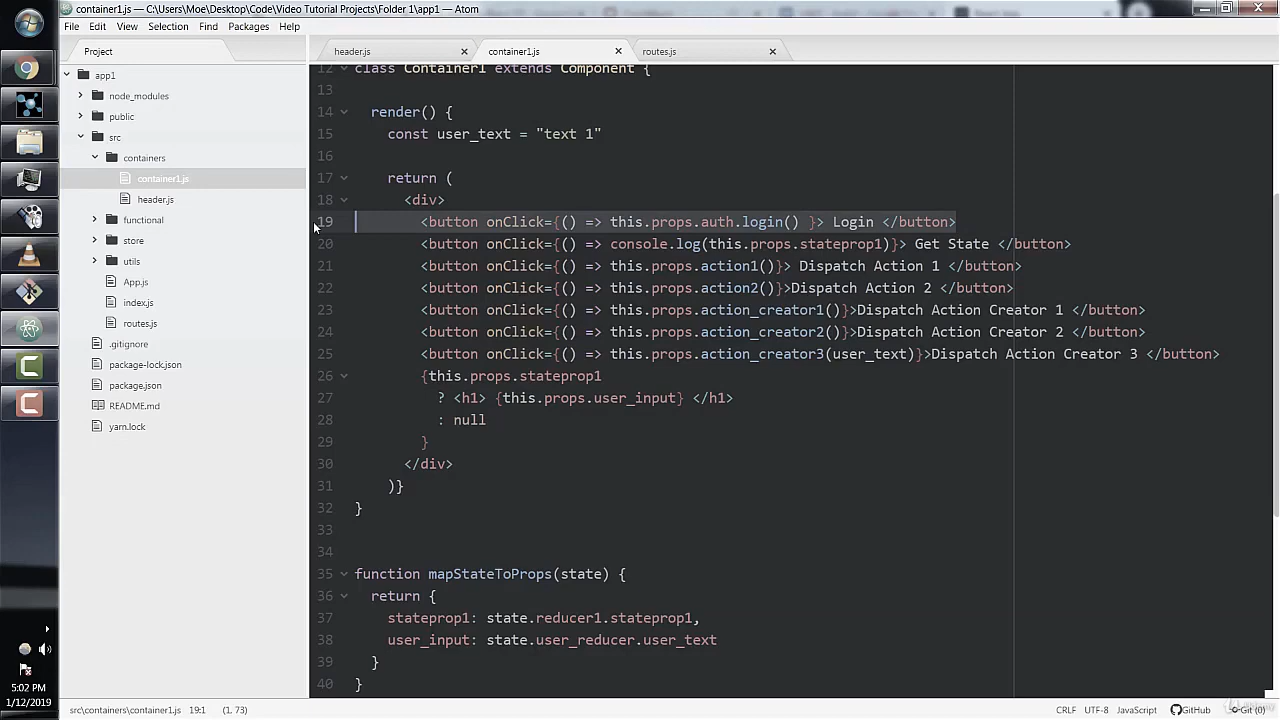 container1.js — C:\Users\Moe\Desktop\Code\Video Tutorial Projects\Folder 1\app1 — Atom
File Edit View Selection Find Packages Help
Project
header.js
container1.js
routes.js
app1
node_modules
public
src
containers
container1.js
header.js
functional
store
utils
App.js
index.js
routes.js
.gitignore
package-lock.json
package.json
README.md
yarn.lock
12 class Container1 extends Component {
13
14 render() {
15 const user_text = "text 1"
16
17 return (
18 <div>
19 <button onClick={() => this.props.auth.login() }> Login </button>
20 <button onClick={() => console.log(this.props.stateprop1)}> Get State </button>
21 <button onClick={() => this.props.action1()}> Dispatch Action 1 </button>
22 <button onClick={() => this.props.action2()}>Dispatch Action 2 </button>
23 <button onClick={() => this.props.action_creator1()}>Dispatch Action Creator 1 </button>
24 <button onClick={() => this.props.action_creator2()}>Dispatch Action Creator 2 </button>
25 <button onClick={() => this.props.action_creator3(user_text)}>Dispatch Action Creator 3 </button>
26 {this.props.stateprop1
27 ? <h1> {this.props.user_input} </h1>
28 : null
29 }
30 </div>
31 )}
32 }
33
34
35 function mapStateToProps(state) {
36 return {
37 stateprop1: state.reducer1.stateprop1,
38 user_input: state.user_reducer.user_text
39 }
40 }
5:02 PM
1/12/2019
src\containers\container1.js 19:1 (1, 73)
CRLF UTF-8 JavaScript GitHub Git (0)